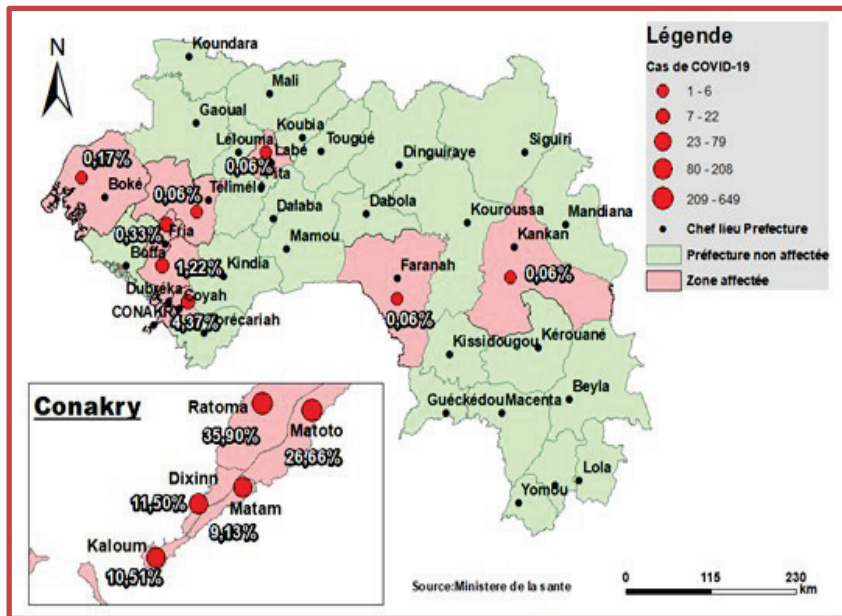 N
Légende
Cas de COVID-19
1 - 6
7 - 22
23 - 79
80 - 208
209 - 649
Chef lieu Prefecture
Préfecture non affectée
Zone affectée
Koundara
Mali
Gaoual
Koubia
Lélouma
Labé
Tougué
0,06%
Dinguiraye
Siguiri
0,17%
Boké
0,06%
Télimélé
Dalaba
Dabola
Kouroussa
Mandiana
Fria
0,33%
Mamou
Kankan
Boffa
1,22%
Kindia
Faranah
0,06%
Dubréka
Coyah
CONAKRY
4,37%
0,06%
Kissidougou
Kérouané
Guéckédou
Macenta
Beyla
Lola
Yomou
Conakry
Ratoma
35,90%
Matoto
26,66%
Dixinn
11,50%
Matam
9,13%
Kaloum
10,51%
Source:Ministere de la sante
0 115 230
km